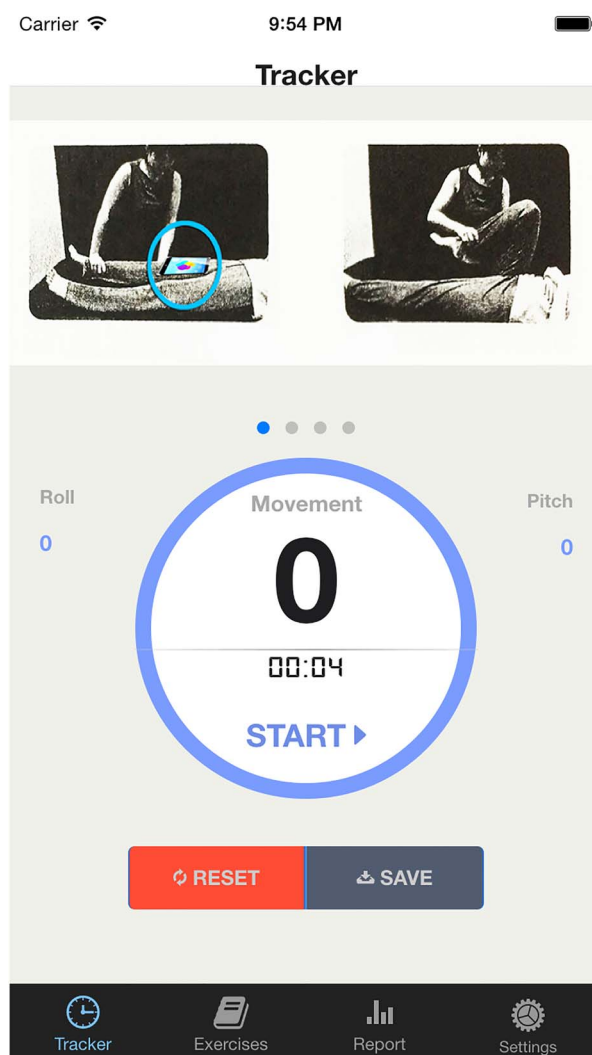 Carrier 9:54 PM
Tracker
Roll
Movement
Pitch
0
0
0
00:04
START
RESET SAVE
Tracker Exercises Report Settings